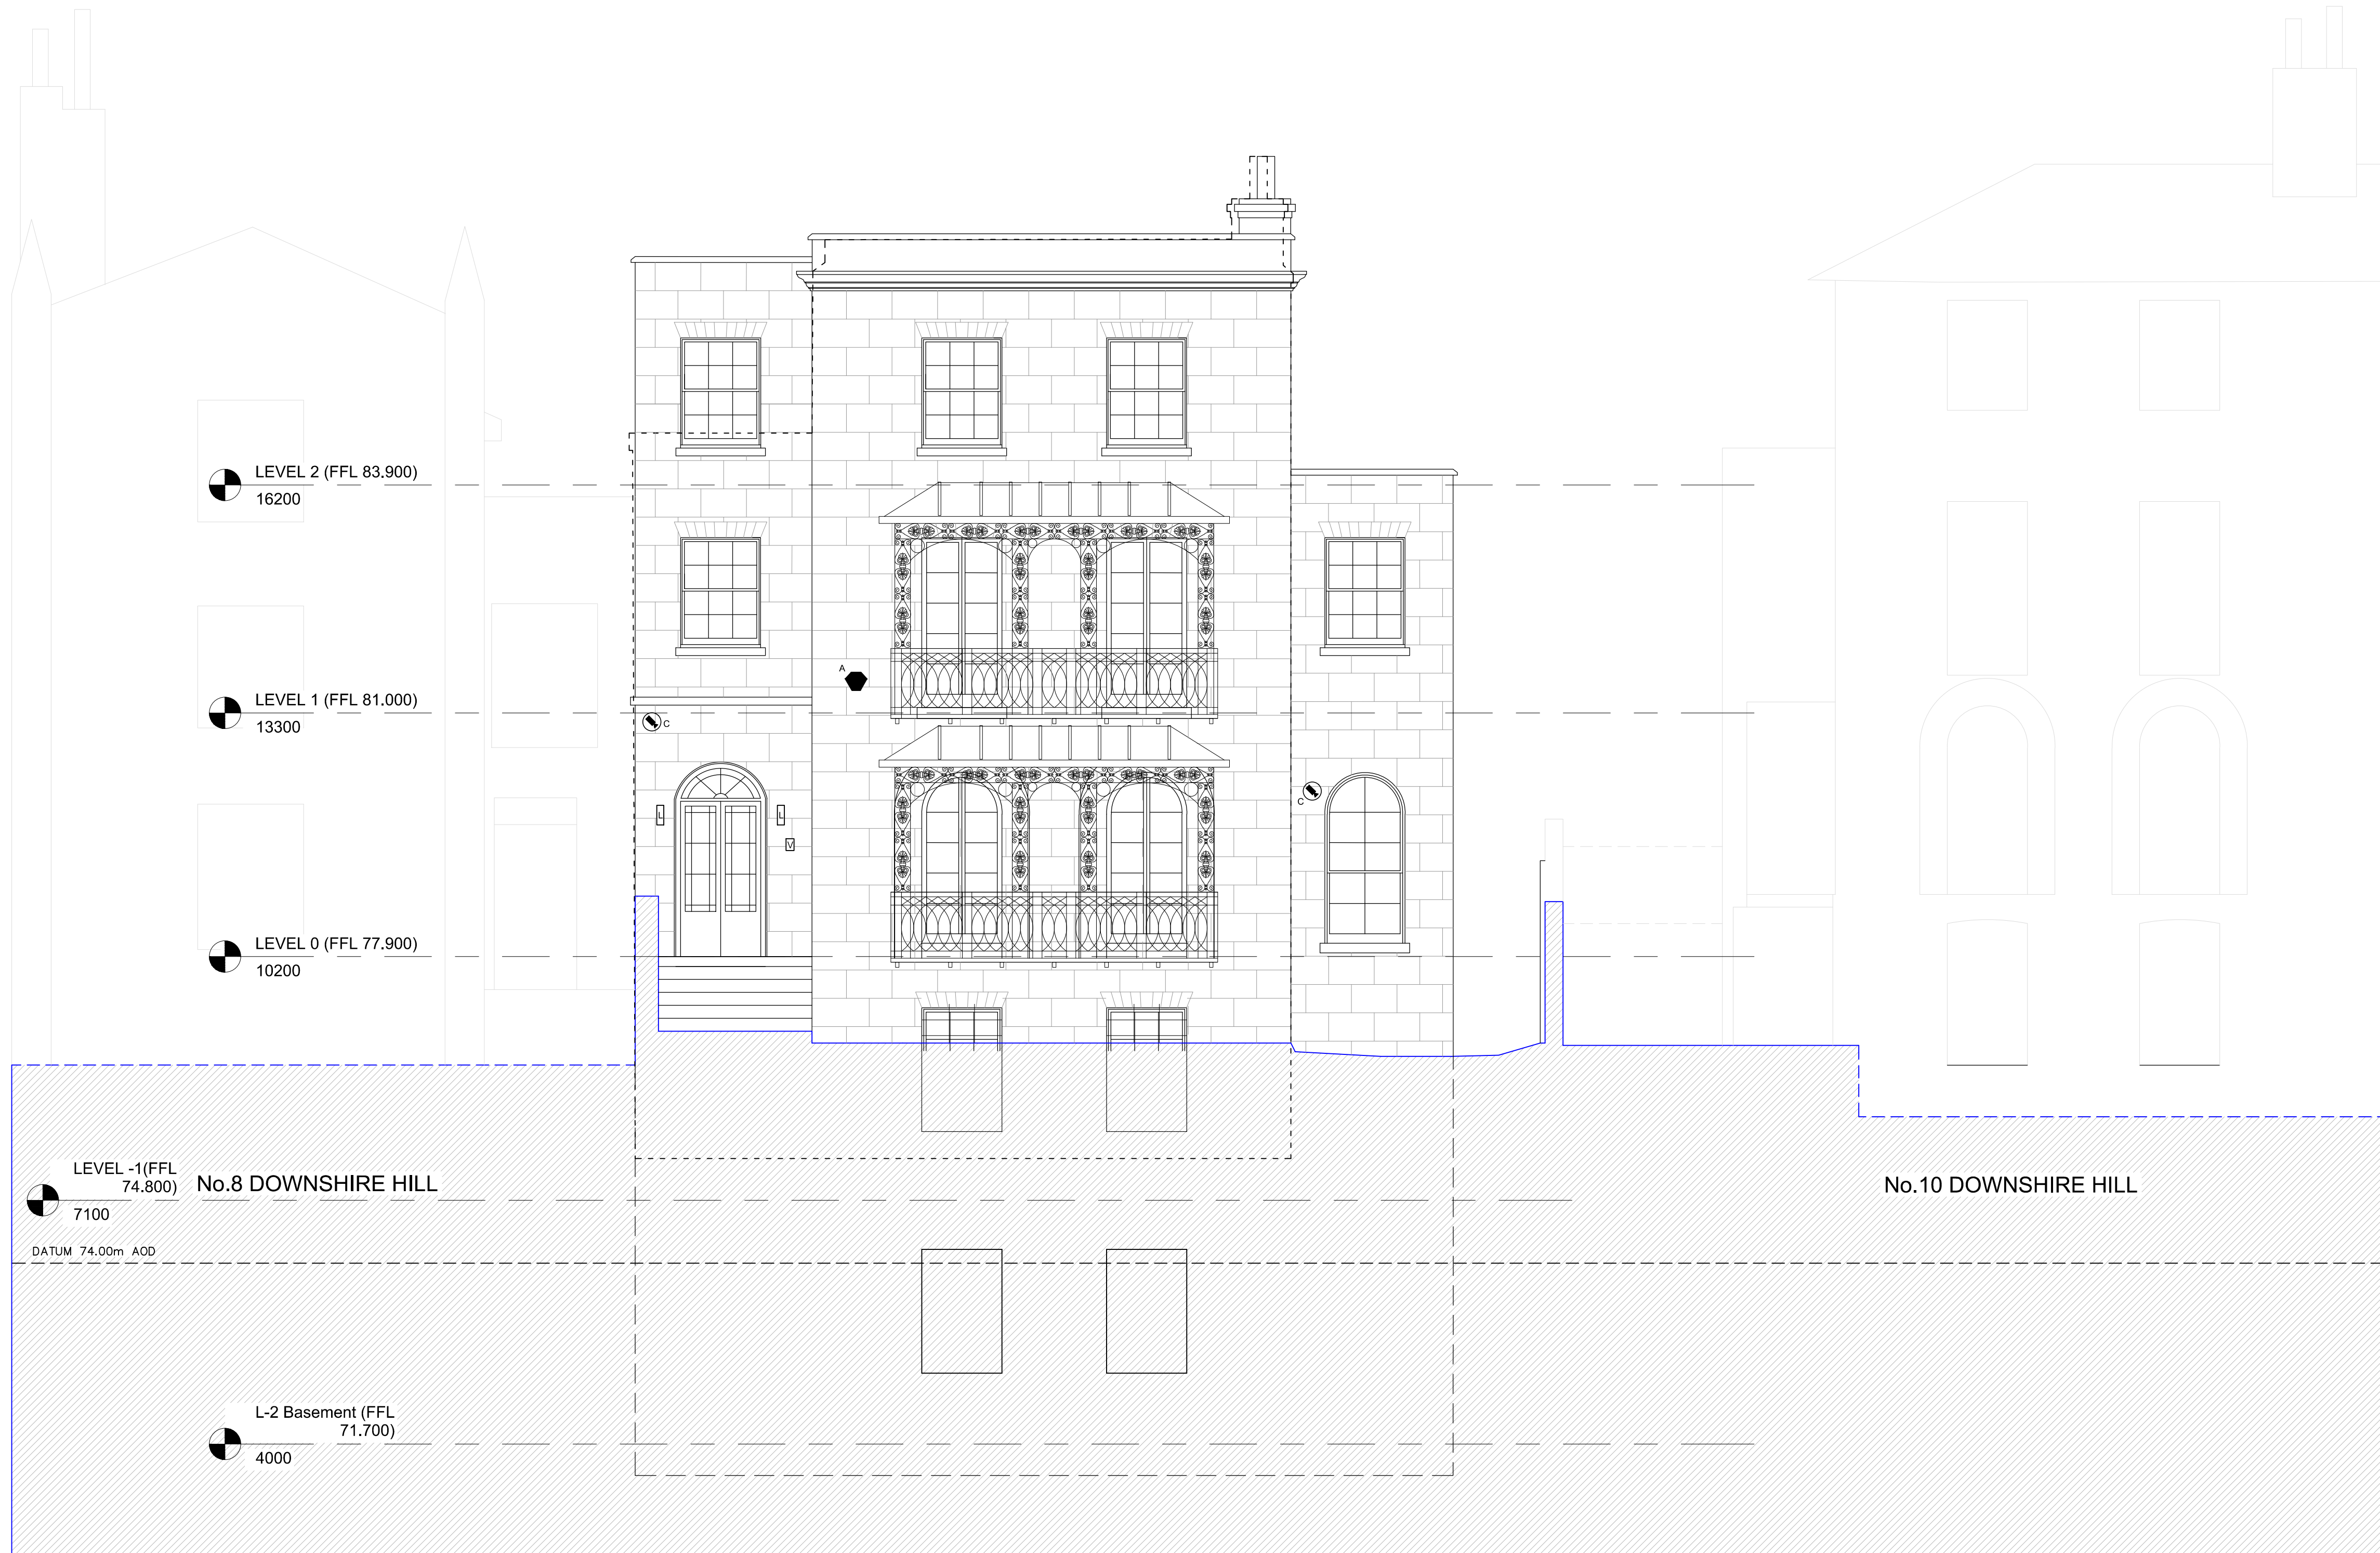 LEVEL 2 (FFL 83.900)
16200
A
LEVEL 1 (FFL 81.000)
13300
C
C
L
L
V
LEVEL 0 (FFL 77.900)
10200
LEVEL -1(FFL
74.800)
7100
No.8 DOWNSHIRE HILL
No.10 DOWNSHIRE HILL
DATUM 74.00m AOD
L-2 Basement (FFL
71.700)
4000